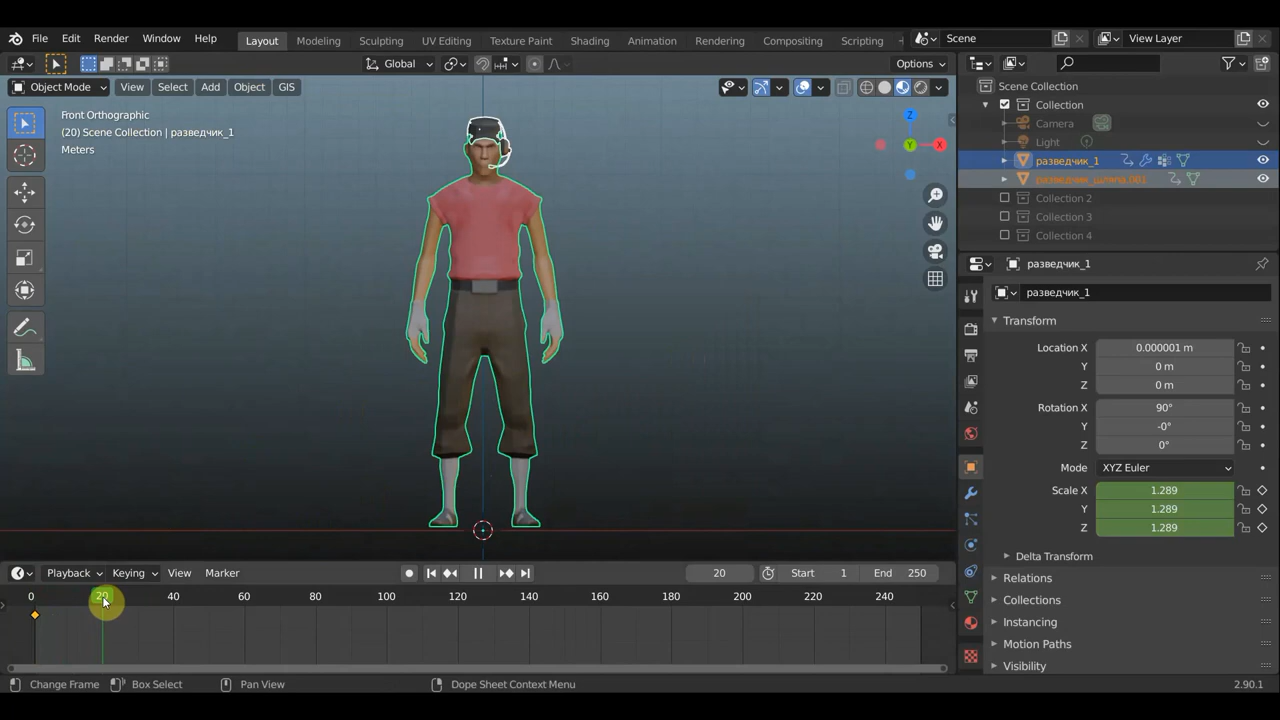 File Edit Render Window Help Layout Modeling Sculpting UV Editing Texture Paint Shading Animation Rendering Compositing Scripting Scene View Layer
Global Options
Object Mode View Select Add Object GIS
Front Orthographic
(20) Scene Collection | разведчик_1
Meters
Z
Y
X
Scene Collection
Collection
Camera
Light
разведчик_1
разведчик_шляпа.001
Collection 2
Collection 3
Collection 4
разведчик_1
разведчик_1
Transform
Location X 0.000001 m
Y 0 m
Z 0 m
Rotation X 90°
Y -0°
Z 0°
Mode XYZ Euler
Scale X 1.289
Y 1.289
Z 1.289
Delta Transform
Relations
Collections
Instancing
Motion Paths
Visibility
Playback Keying View Marker 20 Start 1 End 250
0 20 40 60 80 100 120 140 160 180 200 220 240
Change Frame Box Select Pan View Dope Sheet Context Menu 2.90.1